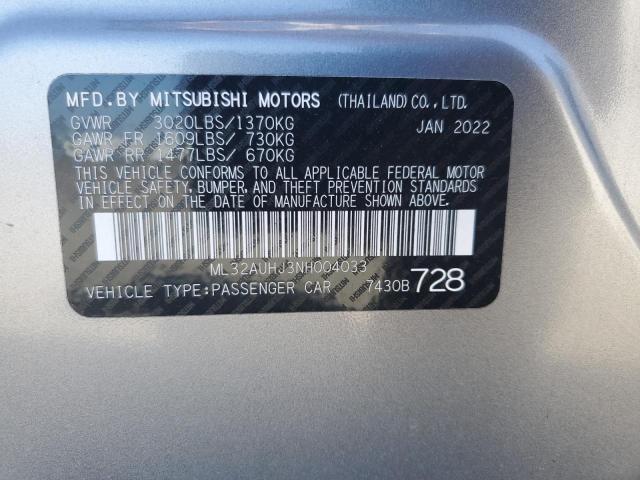 MFD.BY MITSUBISHI MOTORS (THAILAND) CO.,LTD.
GVWR 3020LBS/1370KG JAN 2022
GAWR FR 1609LBS/ 730KG
GAWR RR 1477LBS/ 670KG
THIS VEHICLE CONFORMS TO ALL APPLICABLE FEDERAL MOTOR
VEHICLE SAFETY, BUMPER, AND THEFT PREVENTION STANDARDS
IN EFFECT ON THE DATE OF MANUFACTURE SHOWN ABOVE.
ML32AUHJ3NH004033
VEHICLE TYPE:PASSENGER CAR 7430B 728